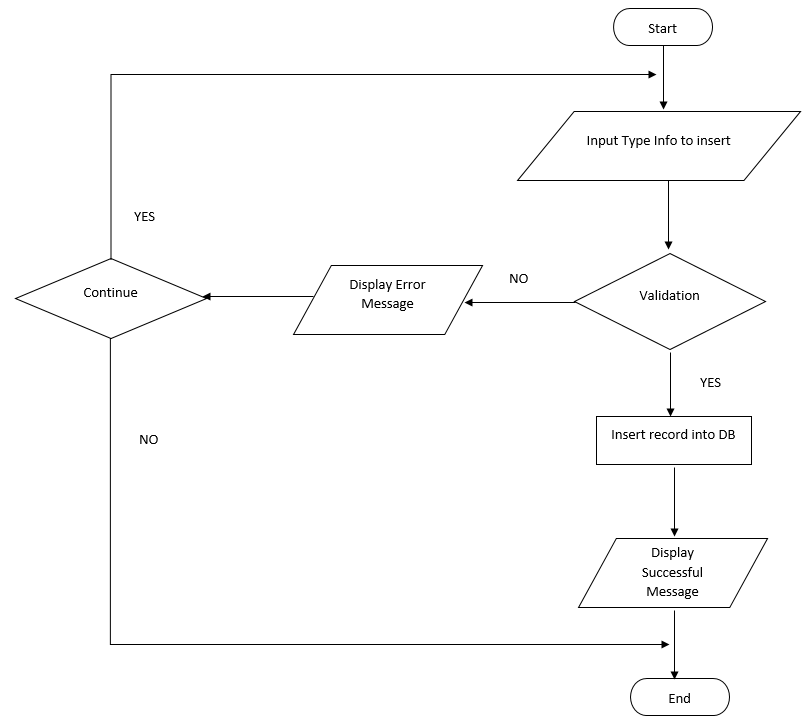 Start
Input Type Info to insert
YES
Continue
Display Error
Message
NO
Validation
YES
NO
Insert record into DB
Display
Successful
Message
End